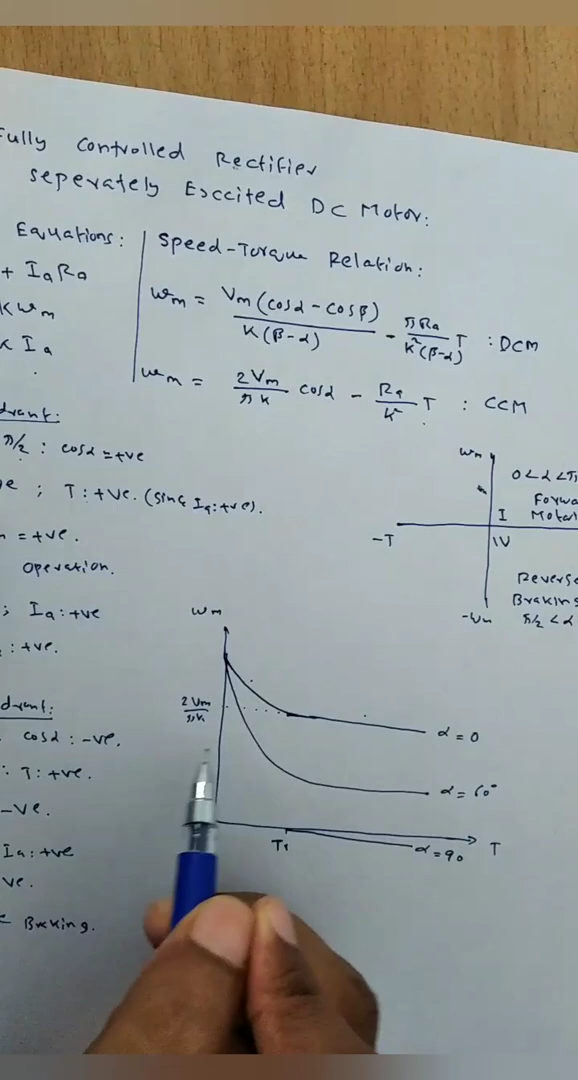 Fully Controlled Rectifier
seperately Excited DC Motor:
Equations:
+ IaRa
Kωm
K Ia
Speed-Torque Relation:
ωm = Vm (cosα - cosβ) / K(β-α) - πRa / K²(β-α) T : DCM
ωm = 2Vm / πK cosα - Ra / K² T : CCM
π/2 : cosα = +ve
; T: +ve. (since Ia: +ve).
= +ve.
Operation.
; Ia: +ve
: +ve.
cosα : -ve.
∴ T: +ve.
-ve.
Ia: +ve
ve.
Braking.
ωm
0<α<π
Forwa
Motor
I
-T
IV
Reverse
Braking
-ωm
π/2 <α
ωm
2Vm / πK
α = 0
α = 60°
α = 90
T1
T